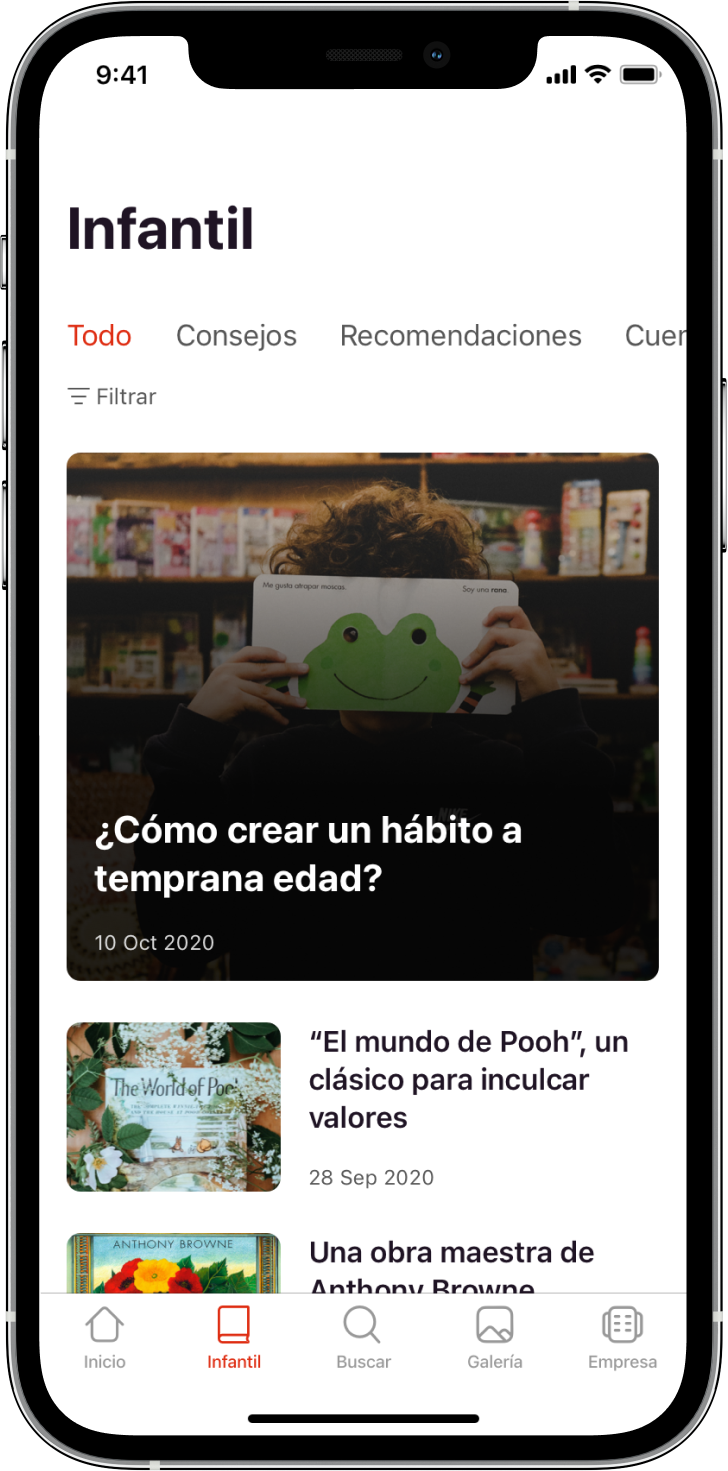 9:41
Infantil
Todo Consejos Recomendaciones Cuen
Filtrar
Me gusta atrapar moscas. Soy una rana.
NIKE
¿Cómo crear un hábito a
temprana edad?
10 Oct 2020
The World of Poo
“El mundo de Pooh”, un
clásico para inculcar
valores
28 Sep 2020
ANTHONY BROWNE
Una obra maestra de
Anthony Browne
Inicio Infantil Buscar Galería Empresa